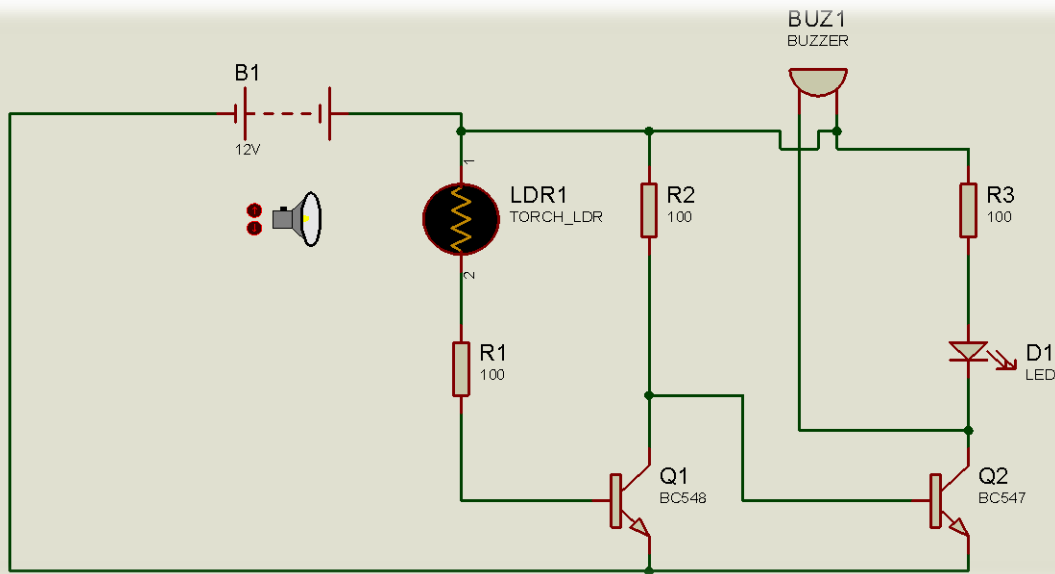 BUZ1
BUZZER
B1
12V
1
LDR1
TORCH_LDR
2
R2
100
R3
100
R1
100
D1
LED
Q1
BC548
Q2
BC547